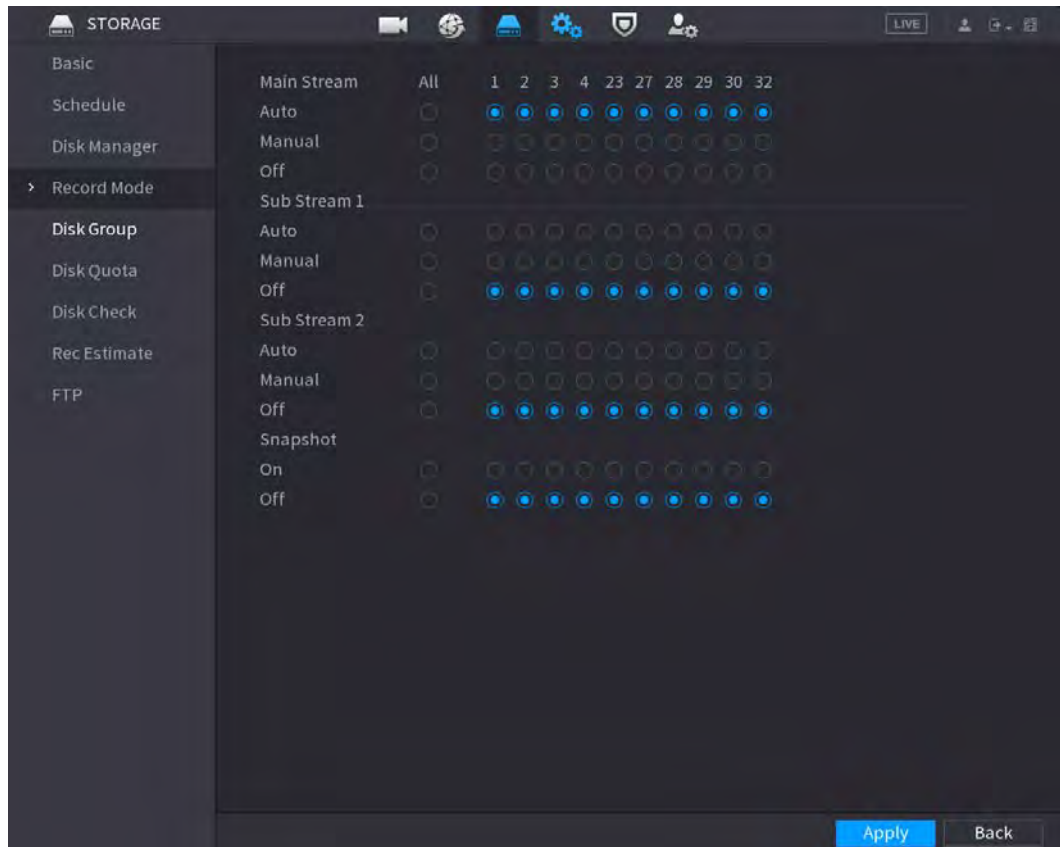 STORAGE
LIVE
Basic
Schedule
Disk Manager
Record Mode
Disk Group
Disk Quota
Disk Check
Rec Estimate
FTP
Main Stream All 1 2 3 4 23 27 28 29 30 32
Auto
Manual
Off
Sub Stream 1
Auto
Manual
Off
Sub Stream 2
Auto
Manual
Off
Snapshot
On
Off
Apply Back